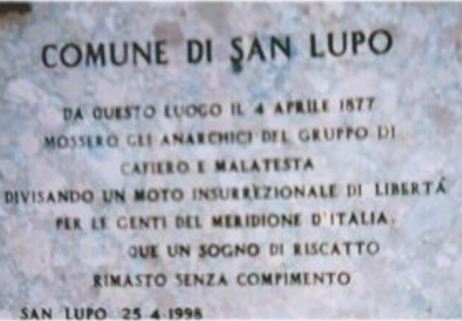 COMUNE DI SAN LUPO
DA QUESTO LUOGO IL 4 APRILE 1877
MOSSERO GLI ANARCHICI DEL GRUPPO DI
CAFIERO E MALATESTA
DIVISANDO UN MOTO INSURREZIONALE DI LIBERTÁ
PER LE GENTI DEL MERIDIONE D'ITALIA.
QUE UN SOGNO DI RISCATTO
RIMASTO SENZA COMPIMENTO
SAN LUPO 25-4-1998